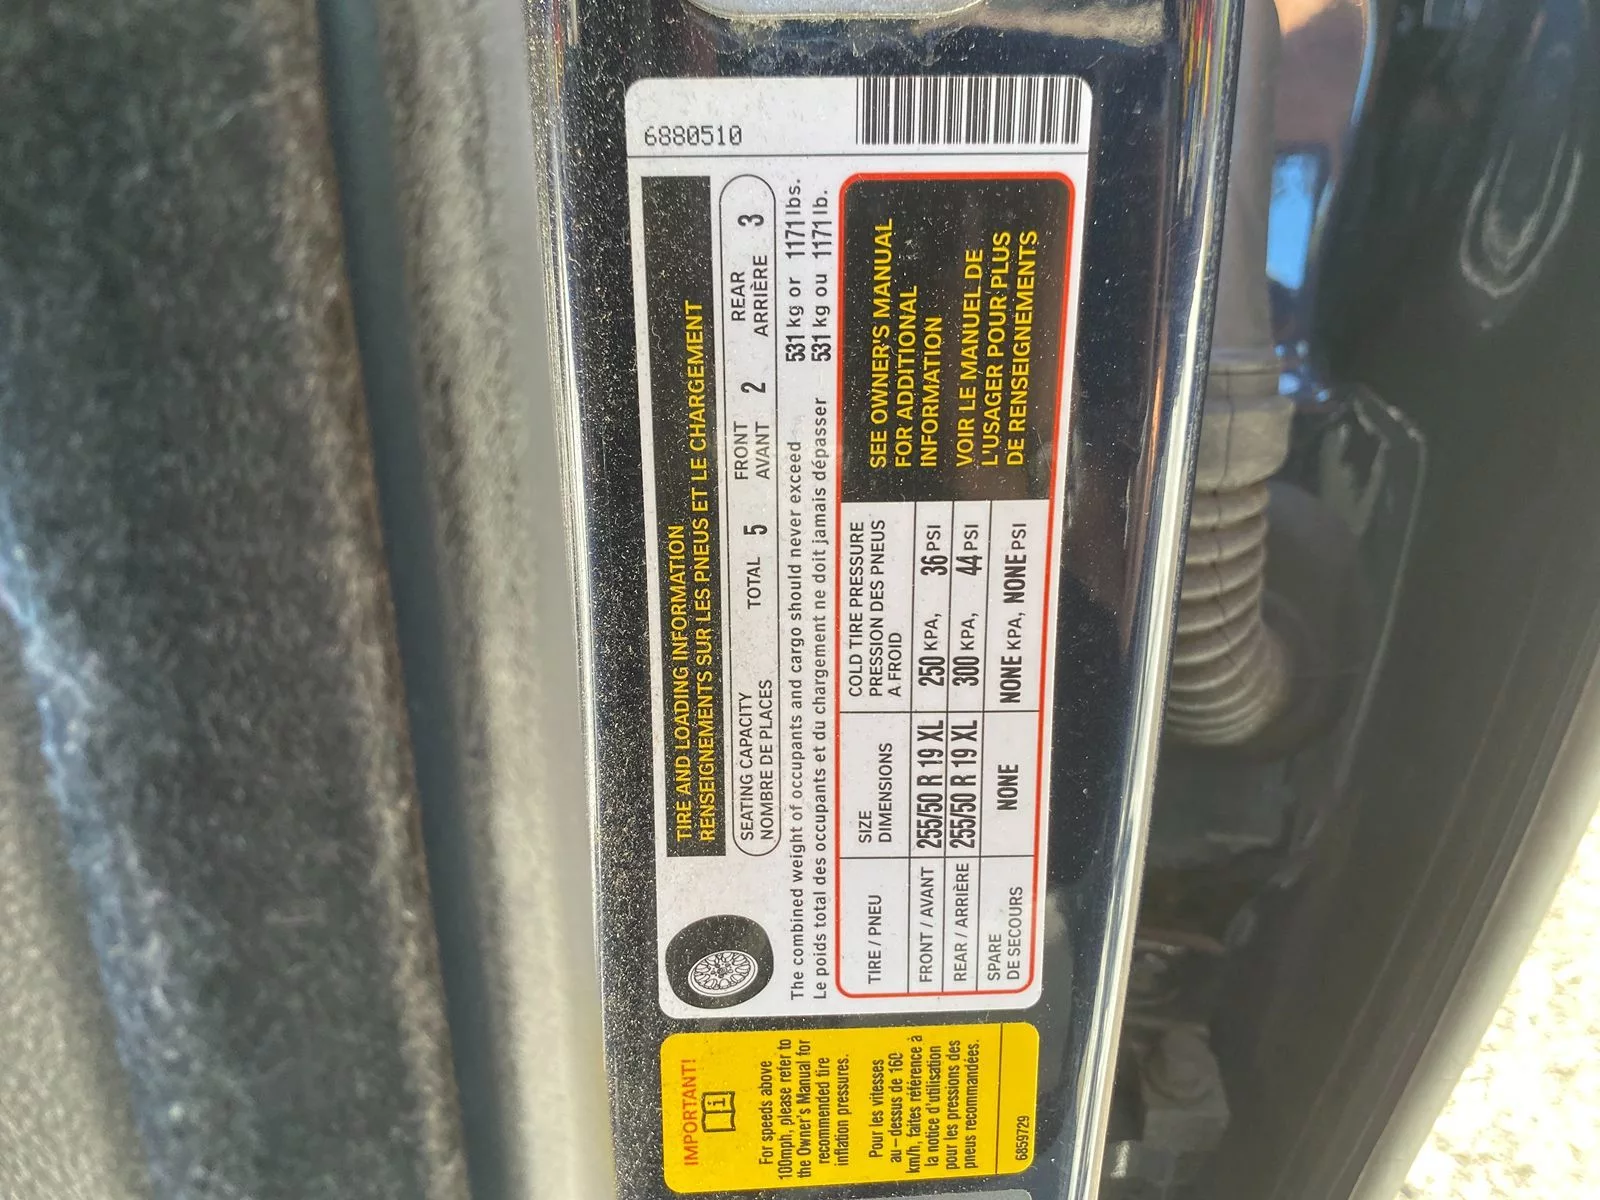 6880510
TIRE AND LOADING INFORMATION
RENSEIGNEMENTS SUR LES PNEUS ET LE CHARGEMENT
SEATING CAPACITY
NOMBRE DE PLACES
TOTAL 5
FRONT
AVANT 2
REAR
ARRIÈRE 3
The combined weight of occupants and cargo should never exceed 531 kg or 1171 lbs.
Le poids total des occupants et du chargement ne doit jamais dépasser 531 kg ou 1171 lb.
TIRE / PNEU
SIZE
DIMENSIONS
COLD TIRE PRESSURE
PRESSION DES PNEUS
A FROID
FRONT / AVANT 255/50 R 19 XL 250 KPA, 36 PSI
REAR / ARRIÈRE 255/50 R 19 XL 300 KPA, 44 PSI
SPARE
DE SECOURS NONE NONE KPA, NONE PSI
SEE OWNER'S MANUAL
FOR ADDITIONAL
INFORMATION
VOIR LE MANUEL DE
L'USAGER POUR PLUS
DE RENSEIGNEMENTS
IMPORTANT!
For speeds above
100mph, please refer to
the Owner's Manual for
recommended tire
inflation pressures.
Pour les vitesses
au-dessus de 160
km/h, faites référence à
la notice d'utilisation
pour les pressions des
pneus recommandées.
6859729